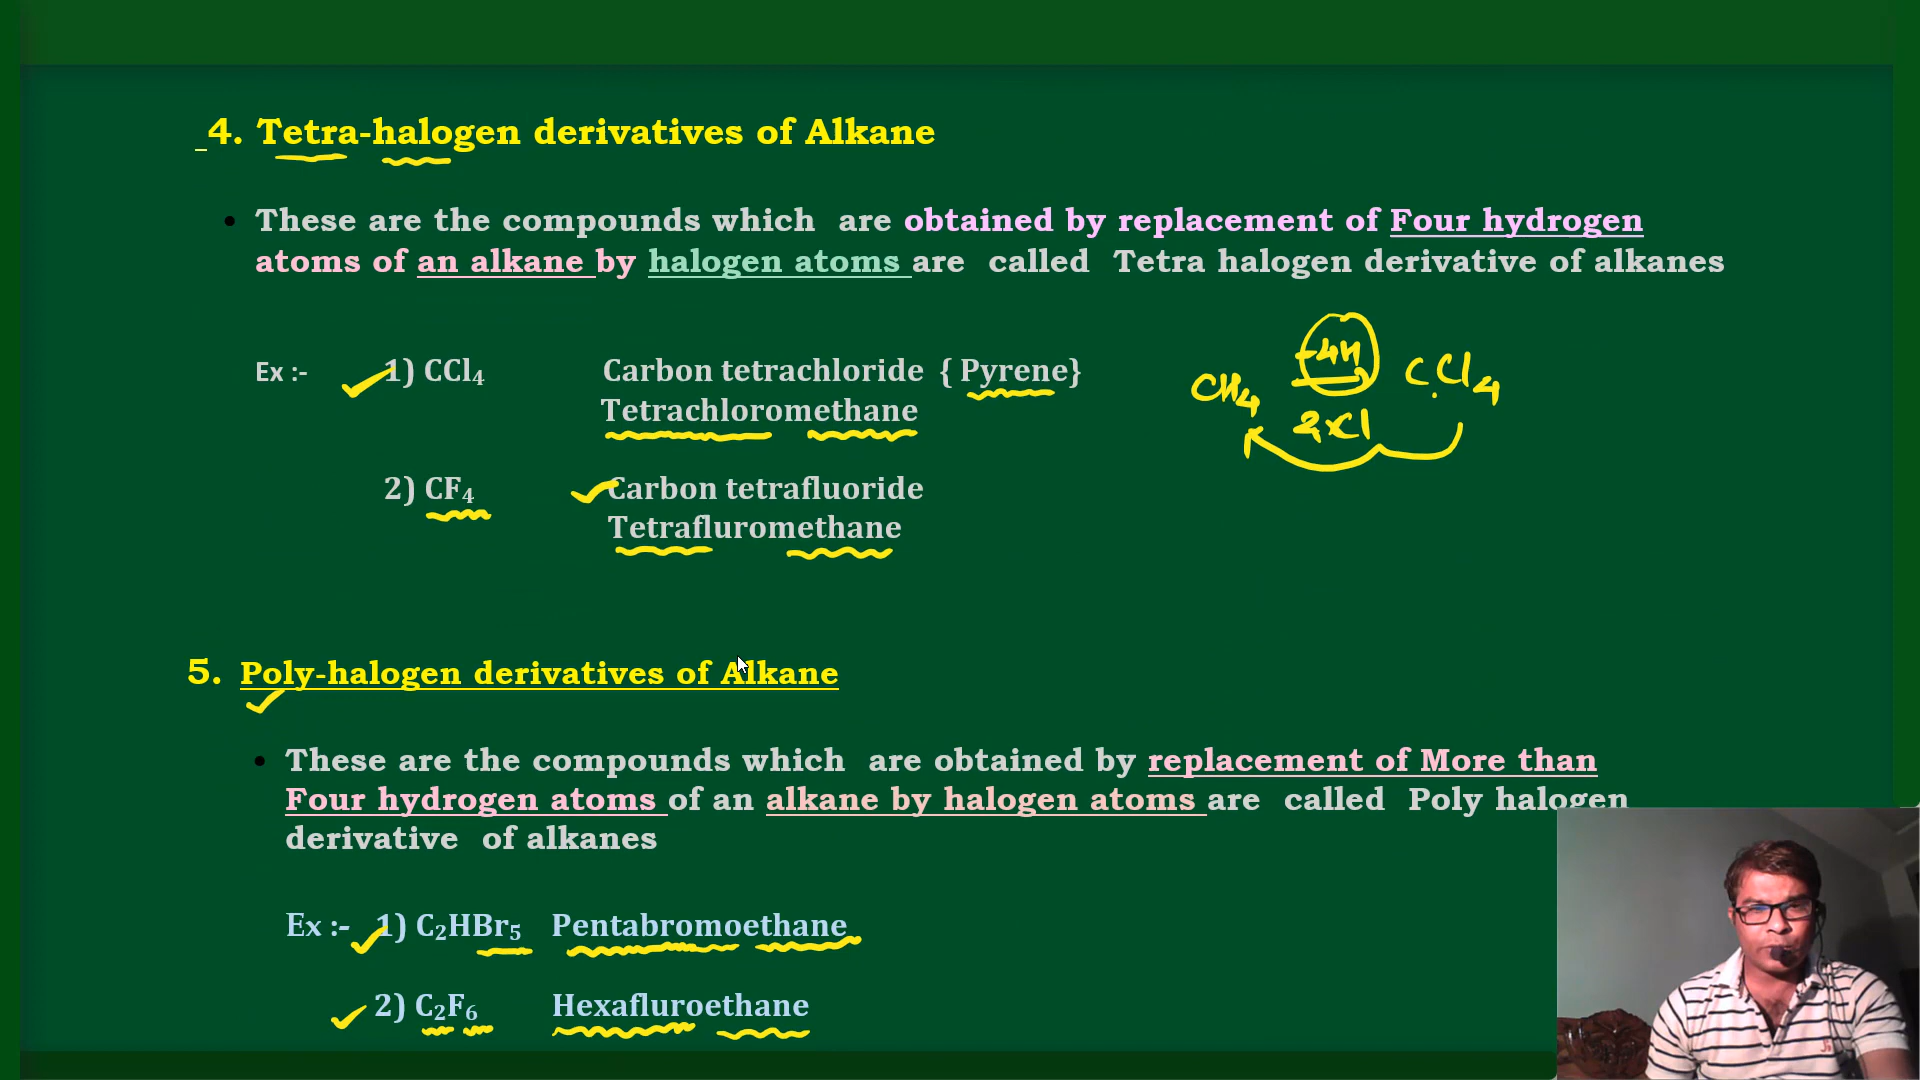 4. Tetra-halogen derivatives of Alkane
• These are the compounds which are obtained by replacement of Four hydrogen
atoms of an alkane by halogen atoms are called Tetra halogen derivative of alkanes
Ex :- 1) CCl₄ Carbon tetrachloride { Pyrene}
Tetrachloromethane
CH₄ -4H CCl₄
2) CF₄ Carbon tetrafluoride
Tetrafluromethane
5. Poly-halogen derivatives of Alkane
• These are the compounds which are obtained by replacement of More than
Four hydrogen atoms of an alkane by halogen atoms are called Poly halogen
derivative of alkanes
Ex :- 1) C₂HBr₅ Pentabromoethane
2) C₂F₆ Hexafluroethane